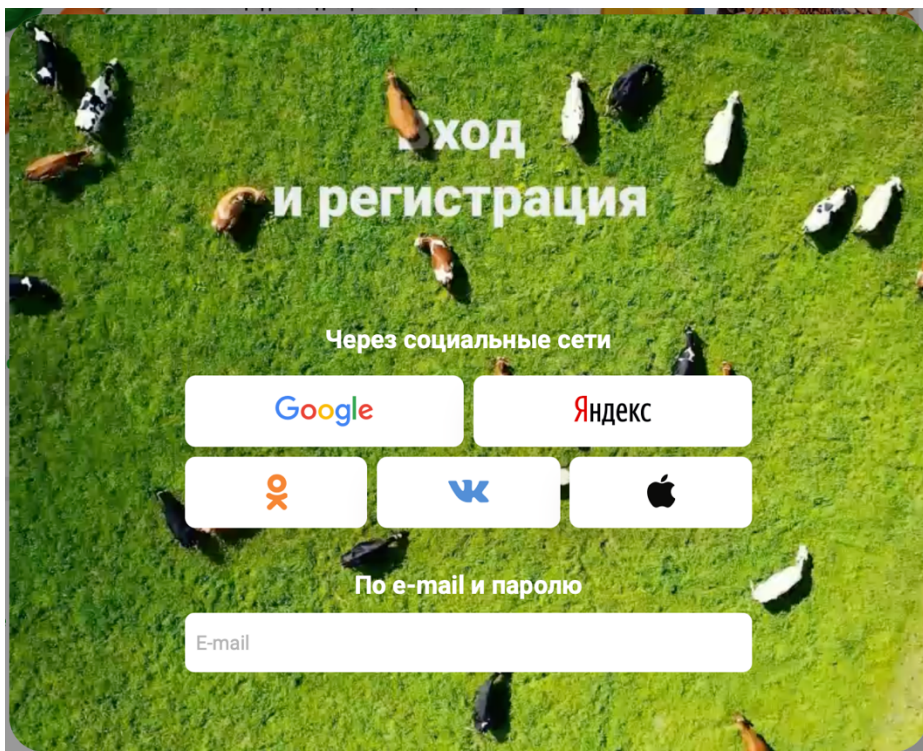 Вход
и регистрация
Через социальные сети
Google
Яндекс
По e-mail и паролю
E-mail